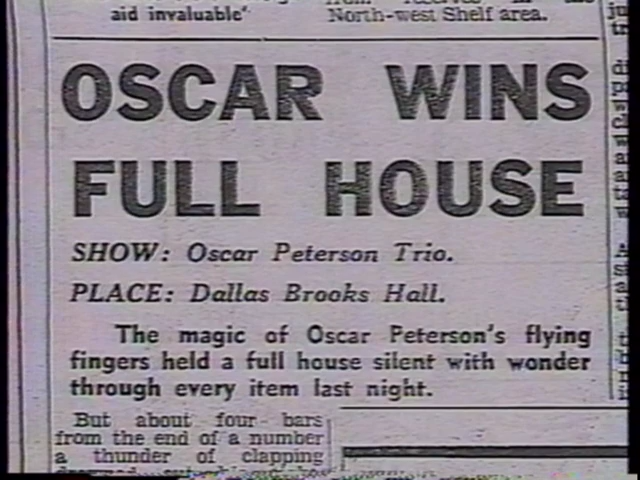 aid invaluable'
North-west Shelf area.
OSCAR WINS
FULL HOUSE
SHOW: Oscar Peterson Trio.
PLACE: Dallas Brooks Hall.
The magic of Oscar Peterson's flying
fingers held a full house silent with wonder
through every item last night.
But about four bars
from the end of a number
a thunder of clapping